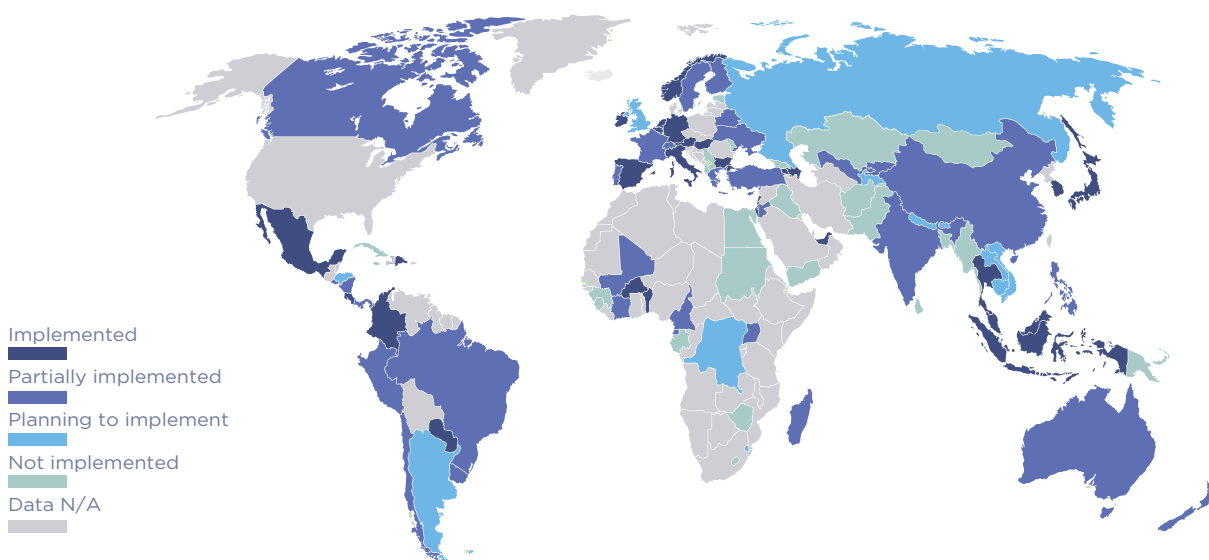 Implemented
Partially implemented
Planning to implement
Not implemented
Data N/A